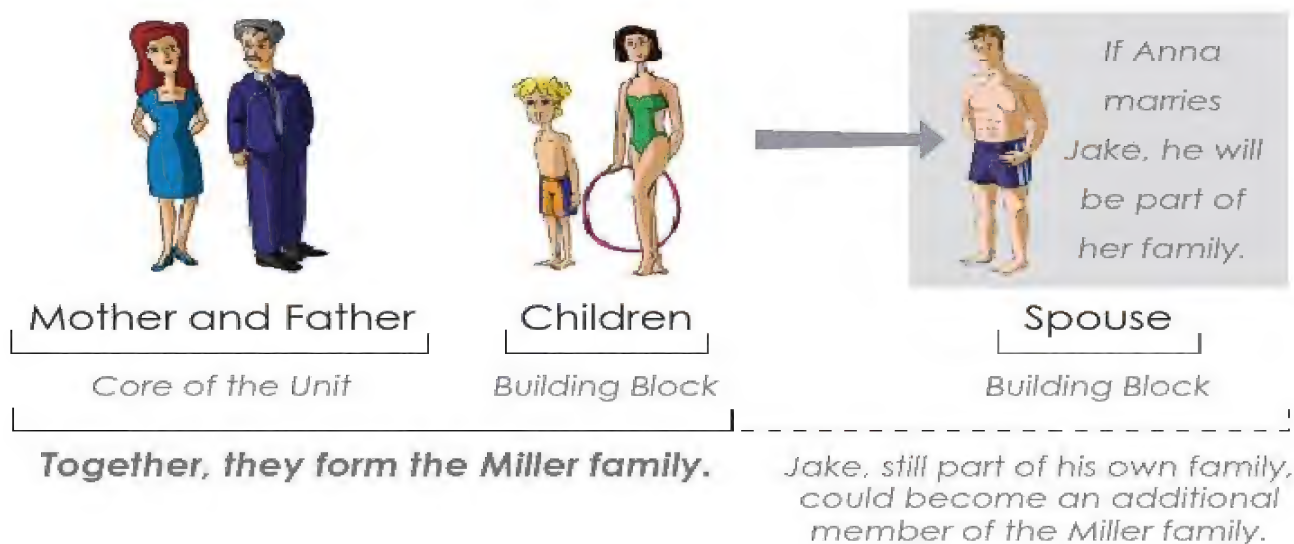 If Anna
marries
Jake, he will
be part of
her family.
Mother and Father
Children
Spouse
Core of the Unit
Building Block
Building Block
Together, they form the Miller family.
Jake, still part of his own family,
could become an additional
member of the Miller family.